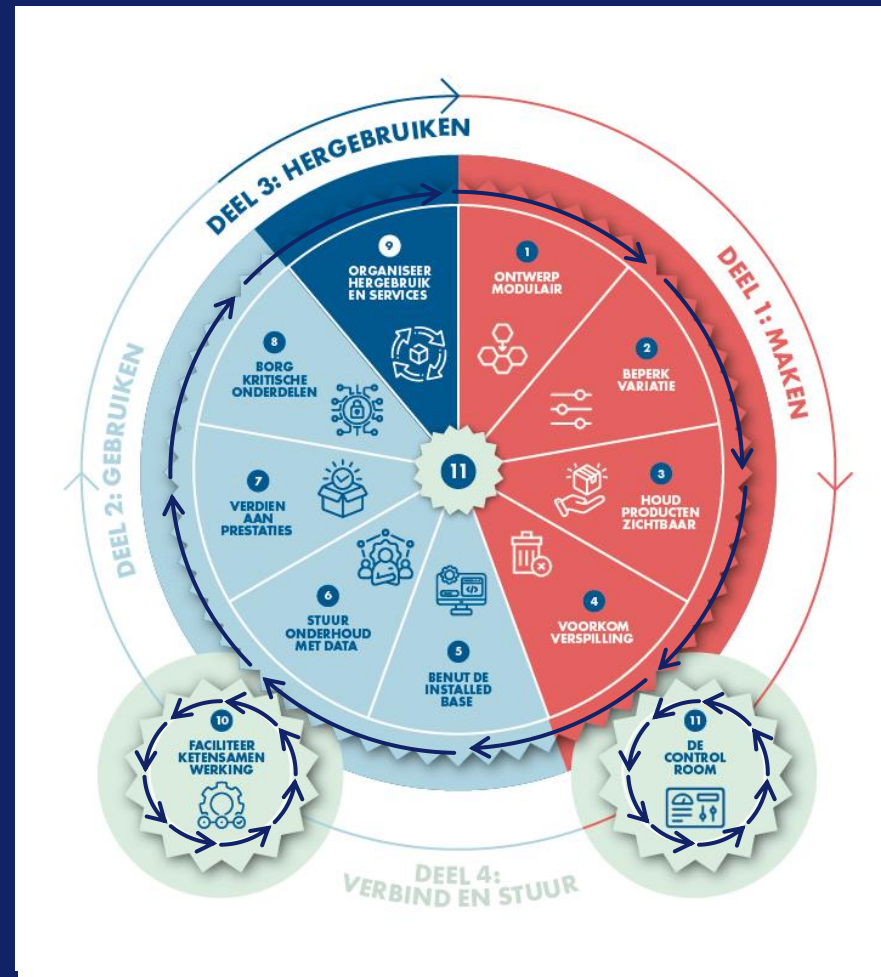 DEEL 3: HERGEBRUIKEN
DEEL 1: MAKEN
DEEL 2: GEBRUIKEN
9
ORGANISEER
HERGEBRUIK
EN SERVICES
1
ONTWERP
MODULAIR
2
BEPERK
VARIATIE
3
HOUD
PRODUCTEN
ZICHTBAAR
4
VOORKOM
VERSPILLING
5
BENUT DE
INSTALLED
BASE
6
STUUR
ONDERHOUD
MET DATA
7
VERDIEN
AAN
PRESTATIES
8
BORG
KRITISCHE
ONDERDELEN
11
10
FACILITEER
KETENSAMEN
WERKING
11
DE
CONTROL
ROOM
DEEL 4:
VERBIND EN STUUR